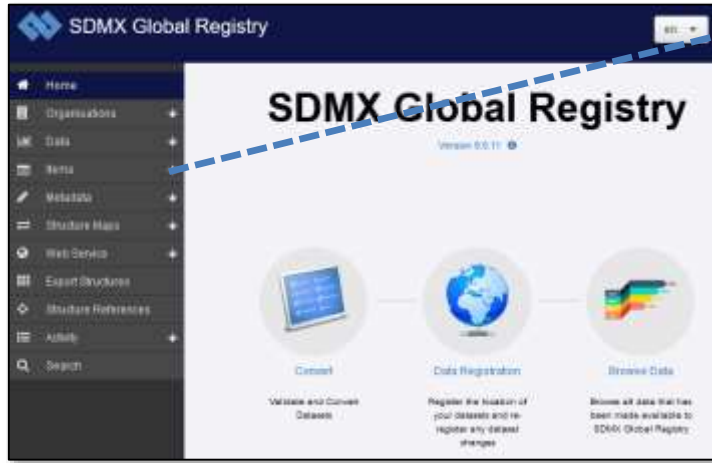 SDMX Global Registry
en
Home
Organisations
Data
Items
Metadata
Structure Maps
Web Service
Export Structures
Structure References
Activity
Search
SDMX Global Registry
Convert
Validate and Convert
Datasets
Data Registration
Register the location of
your datasets and re-
register any dataset
changes
Browse Data
Browse all data that has
been made available to
SDMX Global Registry